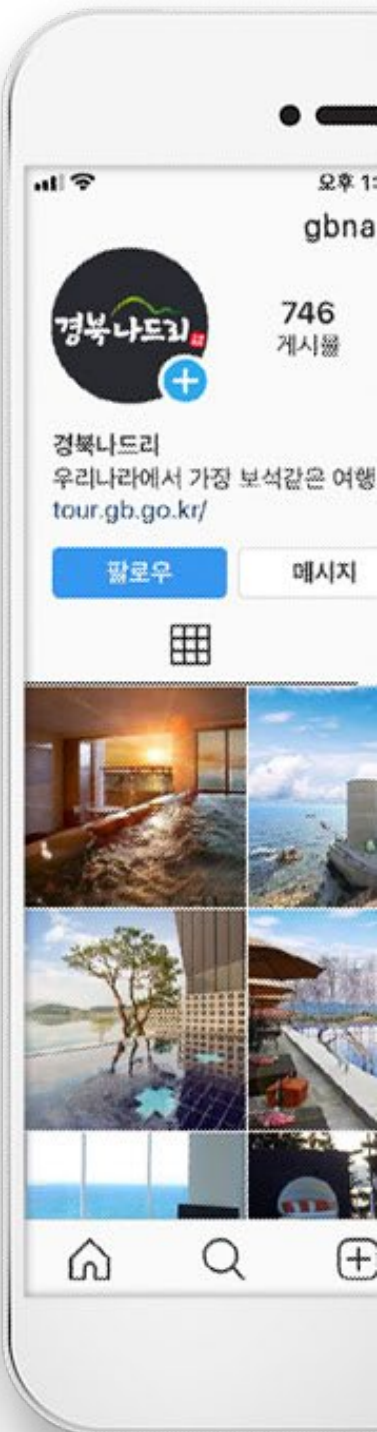 오후 1:
gbna
경북나드리
746
게시물
경북나드리
우리나라에서 가장 보석같은 여행
tour.gb.go.kr/
팔로우
메시지